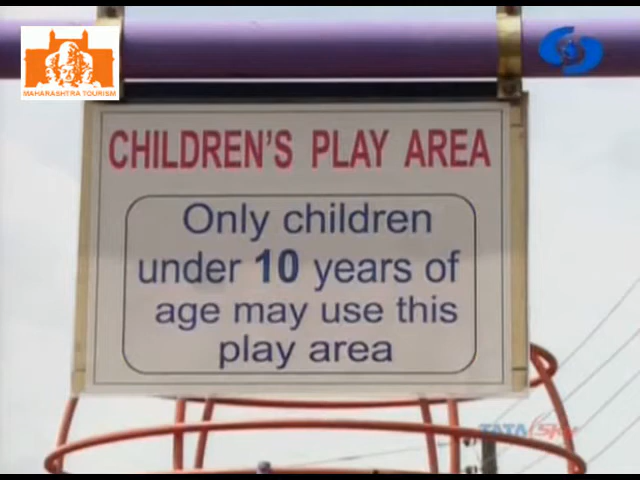 MAHARASHTRA TOURISM
CHILDREN'S PLAY AREA
Only children
under 10 years of
age may use this
play area
TATA Sky